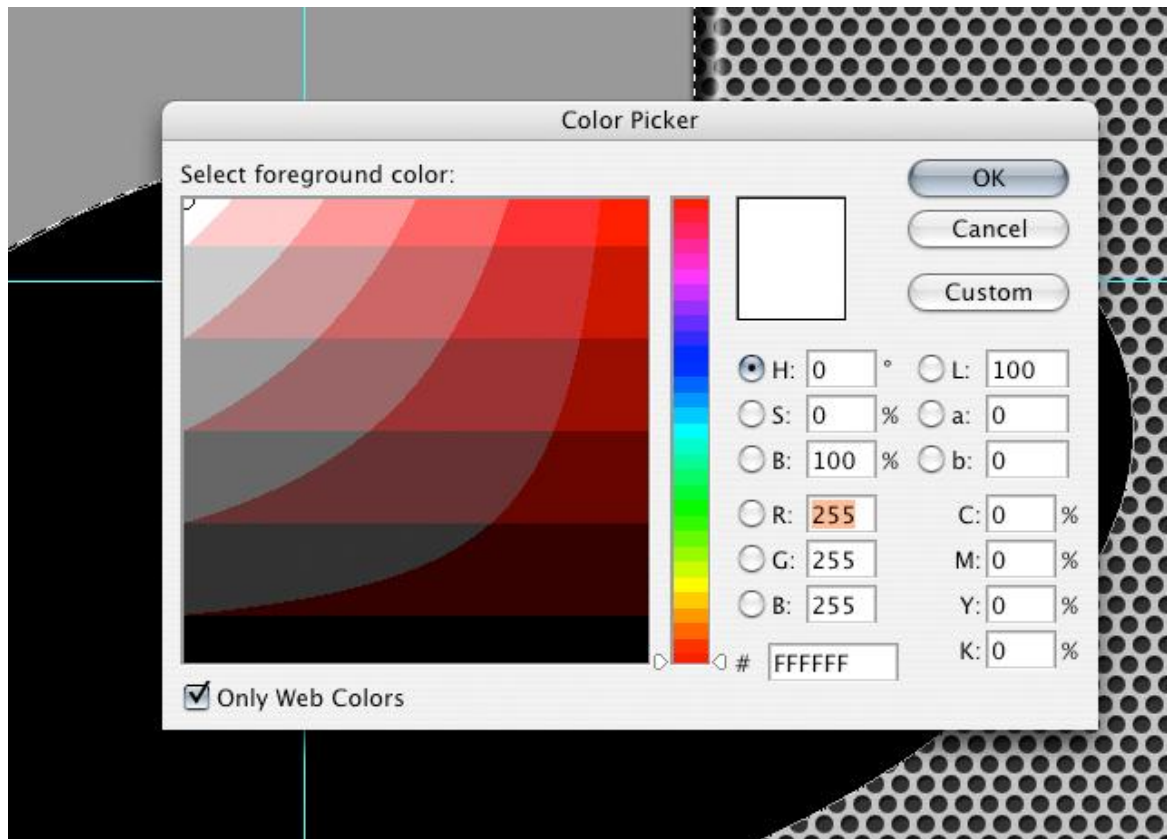 Color Picker
Select foreground color:
OK
Cancel
Custom
H: 0 °
L: 100
S: 0 %
a: 0
B: 100 %
b: 0
R: 255
C: 0 %
G: 255
M: 0 %
B: 255
Y: 0 %
# FFFFFF
K: 0 %
Only Web Colors